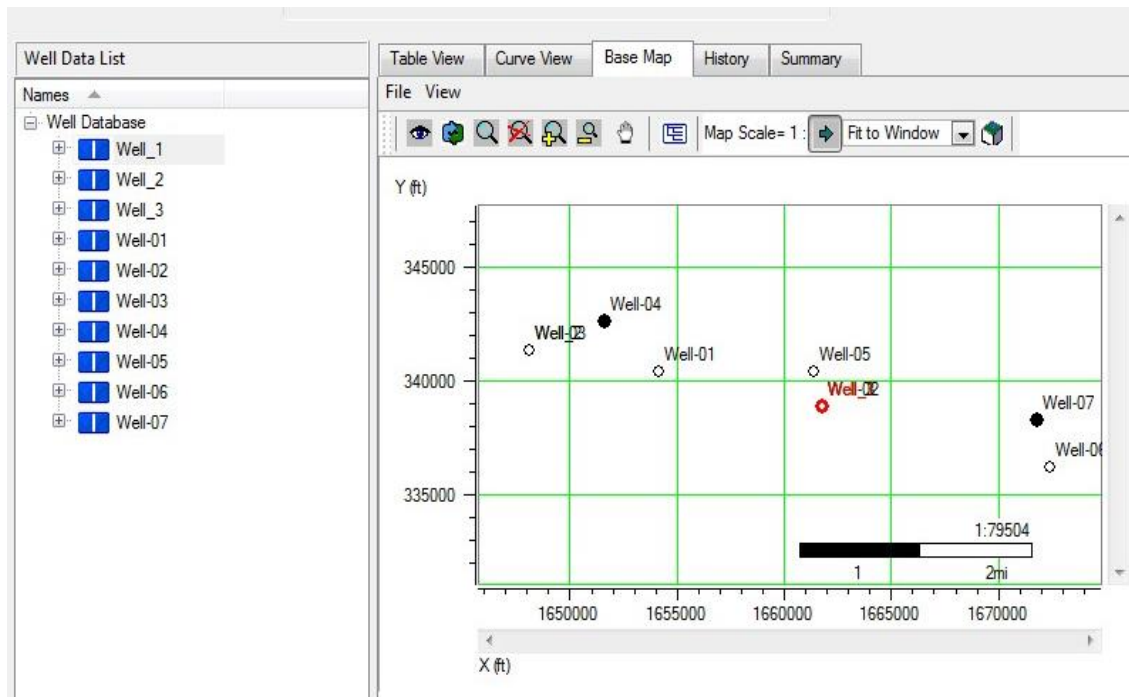 Well Data List
Names
Well Database
Well_1
Well_2
Well_3
Well-01
Well-02
Well-03
Well-04
Well-05
Well-06
Well-07
Table View Curve View Base Map History Summary
File View
Map Scale= 1 : Fit to Window
Y (ft)
345000
340000
335000
Well-04
Well-01
Well-05
Well-07
Well-06
1:79504
1 2mi
1650000 1655000 1660000 1665000 1670000
X (ft)